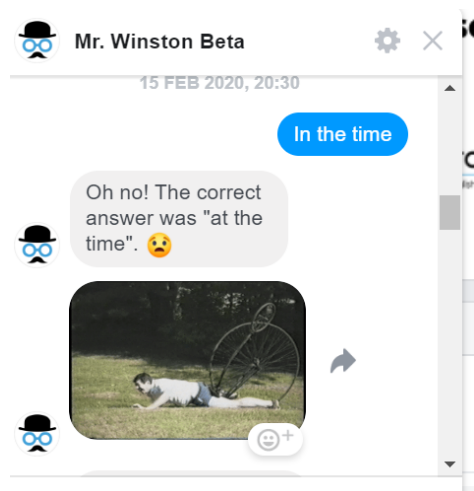 Mr. Winston Beta
15 FEB 2020, 20:30
In the time
Oh no! The correct
answer was "at the
time". 😧